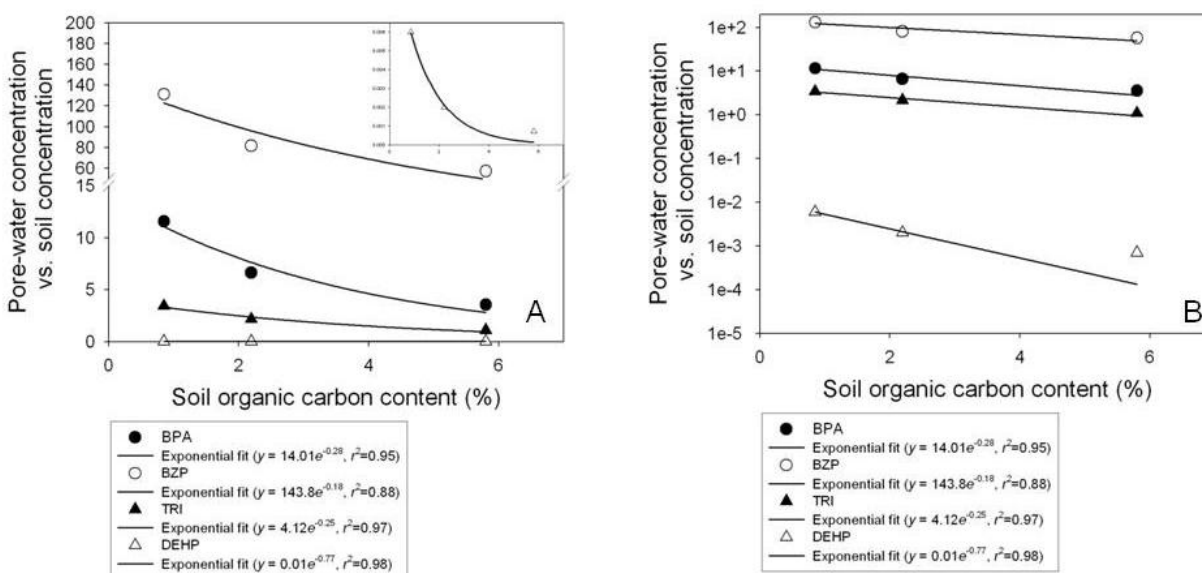 200
180
160
140
120
100
80
60
15
10
5
0
0 2 4 6
Pore-water concentration
vs. soil concentration
Soil organic carbon content (%)
A
BPA
Exponential fit (y = 14.01e^-0.28, r²=0.95)
BZP
Exponential fit (y = 143.8e^-0.18, r²=0.88)
TRI
Exponential fit (y = 4.12e^-0.25, r²=0.97)
DEHP
Exponential fit (y = 0.01e^-0.77, r²=0.98)
1e+2
1e+1
1e+0
1e-1
1e-2
1e-3
1e-4
1e-5
0 2 4 6
Pore-water concentration
vs. soil concentration
Soil organic carbon content (%)
B
BPA
Exponential fit (y = 14.01e^-0.28, r²=0.95)
BZP
Exponential fit (y = 143.8e^-0.18, r²=0.88)
TRI
Exponential fit (y = 4.12e^-0.25, r²=0.97)
DEHP
Exponential fit (y = 0.01e^-0.77, r²=0.98)